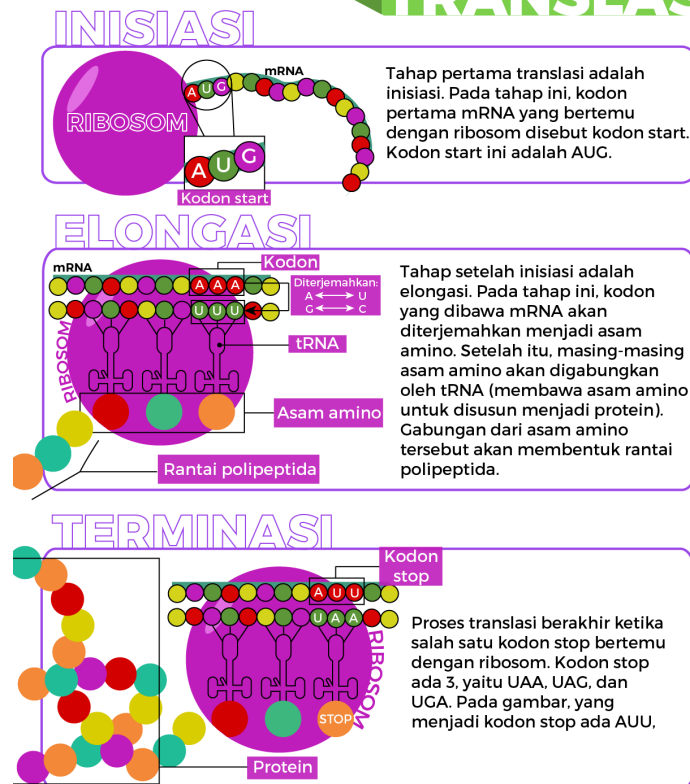 TRANSLAS
INISIASI
mRNA
A U G
RIBOSOM
A U G
Kodon start
Tahap pertama translasi adalah
inisiasi. Pada tahap ini, kodon
pertama mRNA yang bertemu
dengan ribosom disebut kodon start.
Kodon start ini adalah AUG.
ELONGASI
Kodon
mRNA
A A A
Diterjemahkan:
A U
G C
U U U
RIBOSOM
tRNA
Asam amino
Rantai polipeptida
Tahap setelah inisiasi adalah
elongasi. Pada tahap ini, kodon
yang dibawa mRNA akan
diterjemahkan menjadi asam
amino. Setelah itu, masing-masing
asam amino akan digabungkan
oleh tRNA (membawa asam amino
untuk disusun menjadi protein).
Gabungan dari asam amino
tersebut akan membentuk rantai
polipeptida.
TERMINASI
Kodon
stop
A U U
U A A
RIBOSOM
STOP
Protein
Proses translasi berakhir ketika
salah satu kodon stop bertemu
dengan ribosom. Kodon stop
ada 3, yaitu UAA, UAG, dan
UGA. Pada gambar, yang
menjadi kodon stop ada AUU,